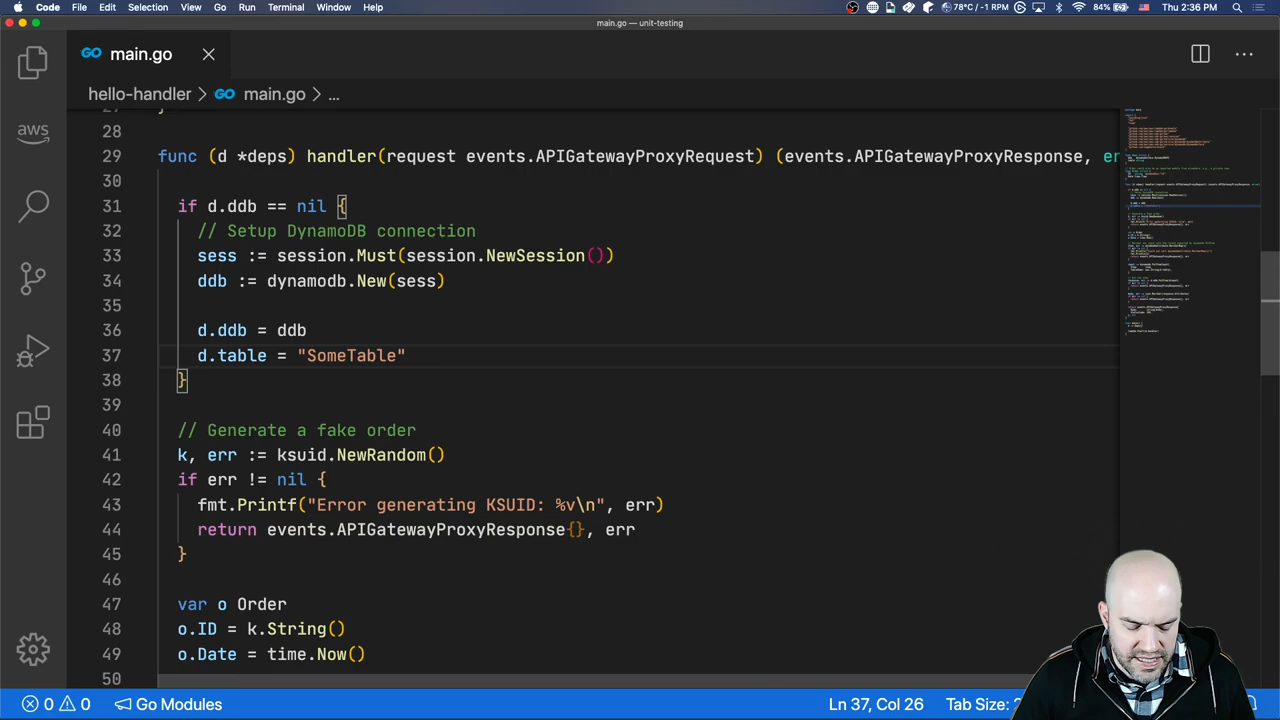 Code File Edit Selection View Go Run Terminal Window Help 78°C/-1 RPM 84% Thu 2:36 PM
main.go — unit-testing
GO main.go
hello-handler > GO main.go > ...
aws
28
29 func (d *deps) handler(request events.APIGatewayProxyRequest) (events.APIGatewayProxyResponse, er
30
31 if d.ddb == nil {
32 // Setup DynamoDB connection
33 sess := session.Must(session.NewSession())
34 ddb := dynamodb.New(sess)
35
36 d.ddb = ddb
37 d.table = "SomeTable"
38 }
39
40 // Generate a fake order
41 k, err := ksuid.NewRandom()
42 if err != nil {
43 fmt.Printf("Error generating KSUID: %v\n", err)
44 return events.APIGatewayProxyResponse{}, err
45 }
46
47 var o Order
48 o.ID = k.String()
49 o.Date = time.Now()
50
0 0 Go Modules Ln 37, Col 26 Tab Size: